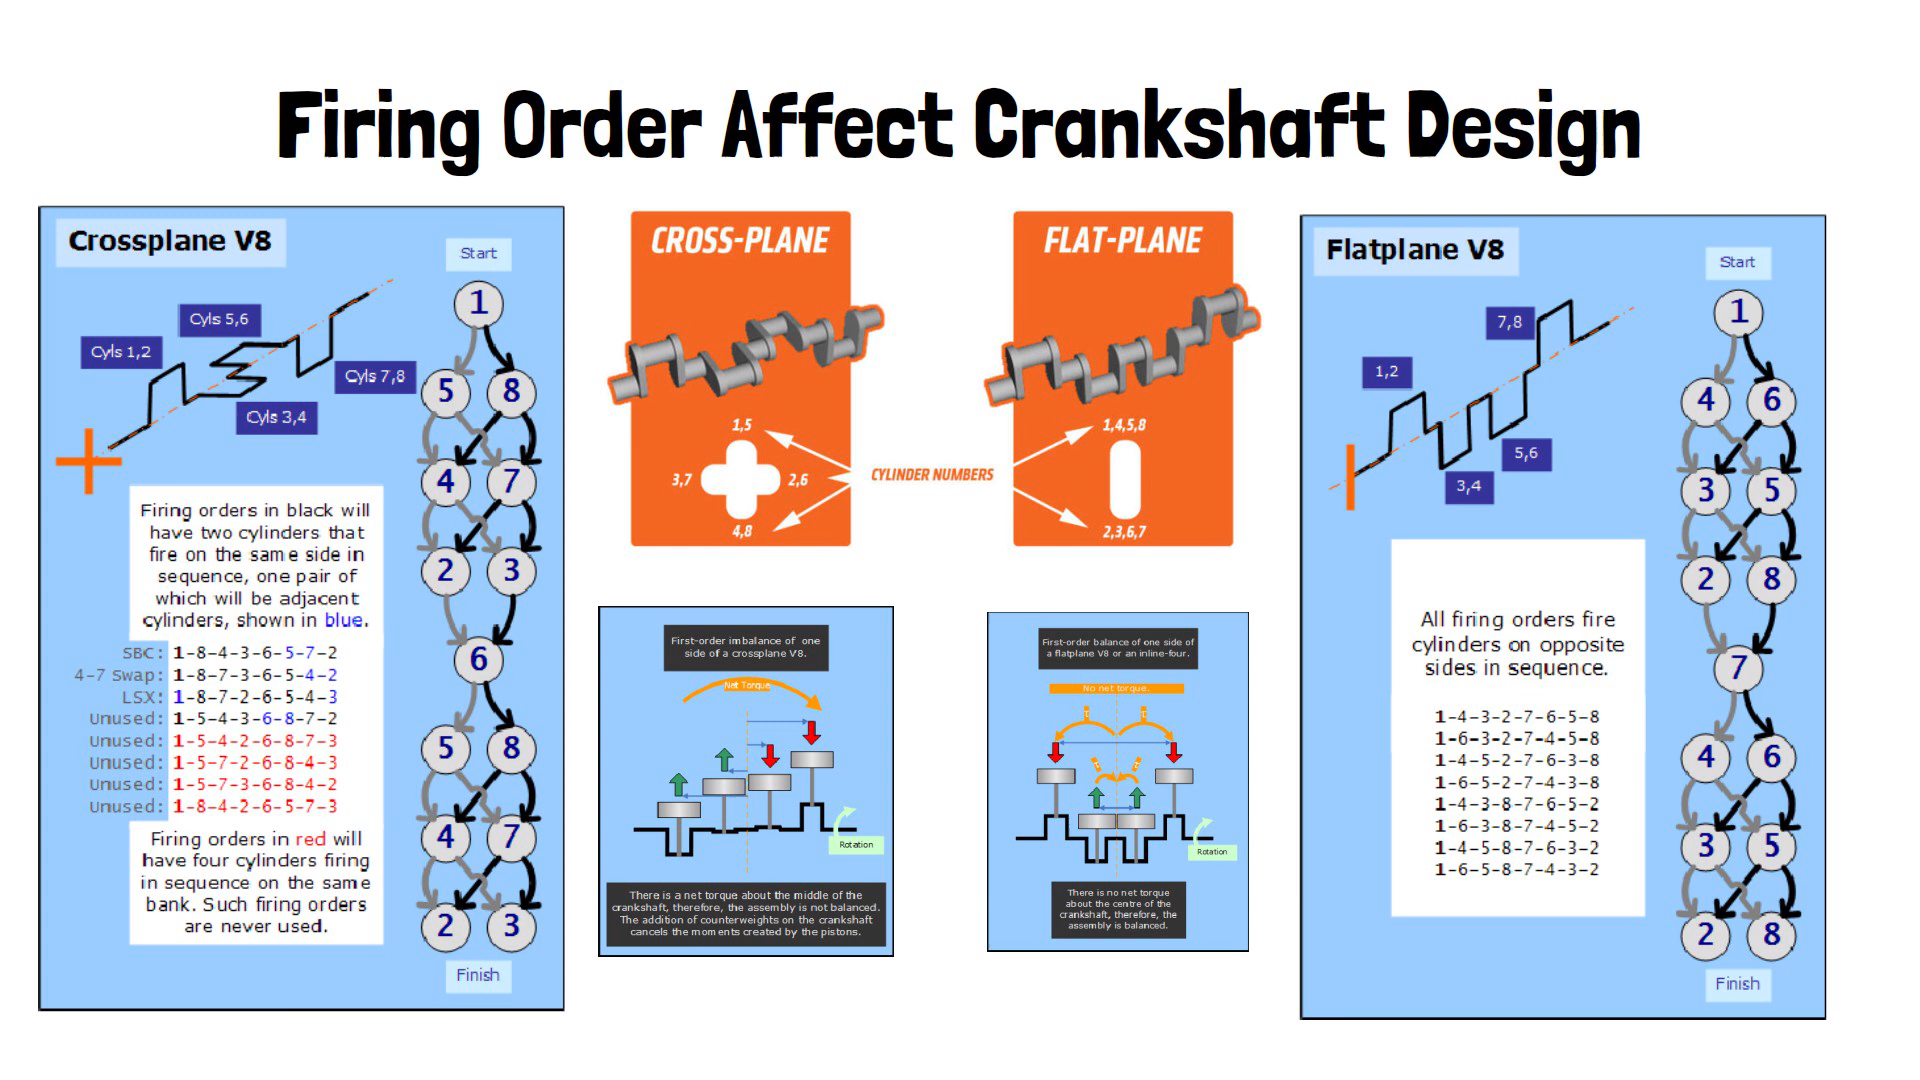 Firing Order Affect Crankshaft Design
Crossplane V8
Start
Cyls 1,2
Cyls 5,6
Cyls 7,8
Cyls 3,4
1
5 8
4 7
2 3
6
5 8
4 7
2 3
Finish
Firing orders in black will
have two cylinders that
fire on the same side in
sequence, one pair of
which will be adjacent
cylinders, shown in blue.
SBC: 1-8-4-3-6-5-7-2
4-7 Swap: 1-8-7-3-6-5-4-2
LSX: 1-8-7-2-6-5-4-3
Unused: 1-5-4-3-6-8-7-2
Unused: 1-5-4-2-6-8-7-3
Unused: 1-5-7-2-6-8-4-3
Unused: 1-5-7-3-6-8-4-2
Unused: 1-8-4-2-6-5-7-3
Firing orders in red will
have four cylinders firing
in sequence on the same
bank. Such firing orders
are never used.
CROSS-PLANE
1,5
3,7
2,6
4,8
CYLINDER NUMBERS
FLAT-PLANE
1,4,5,8
2,3,6,7
First-order imbalance of one
side of a crossplane V8.
Net Torque
Rotation
There is a net torque about the middle of the
crankshaft, therefore, the assembly is not balanced.
The addition of counterweights on the crankshaft
cancels the moments created by the pistons.
First-order balance of one side of
a flatplane V8 or an inline-four.
No net torque.
Rotation
There is no net torque
about the centre of the
crankshaft, therefore, the
assembly is balanced.
Flatplane V8
Start
7,8
1,2
5,6
3,4
1
4 6
3 5
2 8
7
4 6
3 5
2 8
Finish
All firing orders fire
cylinders on opposite
sides in sequence.
1-4-3-2-7-6-5-8
1-6-3-2-7-4-5-8
1-4-5-2-7-6-3-8
1-6-5-2-7-4-3-8
1-4-3-8-7-6-5-2
1-6-3-8-7-4-5-2
1-4-5-8-7-6-3-2
1-6-5-8-7-4-3-2